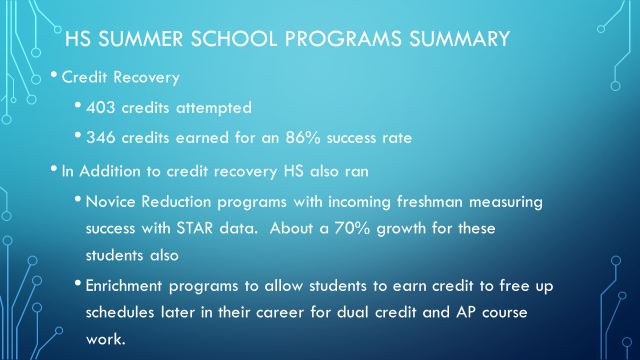 HS SUMMER SCHOOL PROGRAMS SUMMARY
• Credit Recovery
• 403 credits attempted
• 346 credits earned for an 86% success rate
• In Addition to credit recovery HS also ran
• Novice Reduction programs with incoming freshman measuring
success with STAR data.  About a 70% growth for these
students also
• Enrichment programs to allow students to earn credit to free up
schedules later in their career for dual credit and AP course
work.